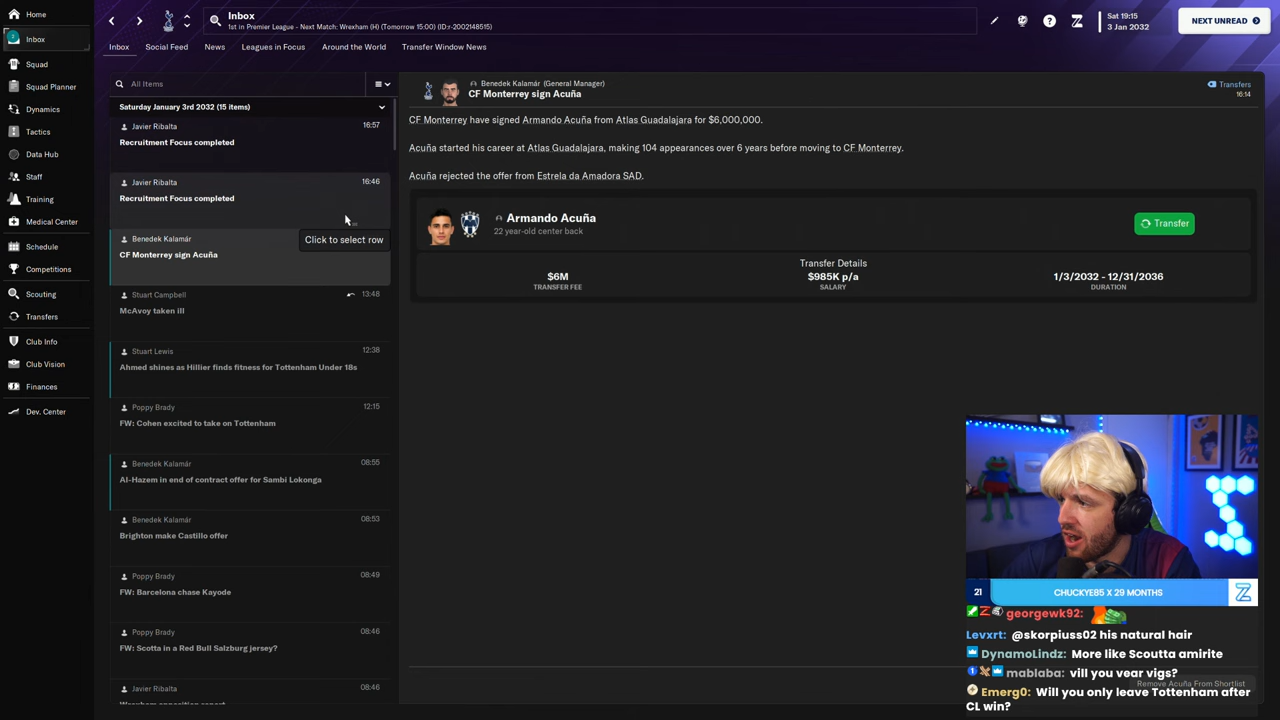 Home
Inbox
Squad
Squad Planner
Dynamics
Tactics
Data Hub
Staff
Training
Medical Center
Schedule
Competitions
Scouting
Transfers
Club Info
Club Vision
Finances
Dev. Center
Inbox
1st in Premier League - Next Match: Wrexham (H) (Tomorrow 15:00) (ID:r-2002148515)
Sat 19:15
3 Jan 2032
NEXT UNREAD
Inbox
Social Feed
News
Leagues in Focus
Around the World
Transfer Window News
All Items
Saturday January 3rd 2032 (15 items)
Javier Ribalta 16:57
Recruitment Focus completed
Javier Ribalta 16:46
Recruitment Focus completed
Benedek Kalamár
CF Monterrey sign Acuña
Click to select row
Stuart Campbell 13:48
McAvoy taken ill
Stuart Lewis 12:38
Ahmed shines as Hillier finds fitness for Tottenham Under 18s
Poppy Brady 12:15
FW: Cohen excited to take on Tottenham
Benedek Kalamár 08:55
Al-Hazem in end of contract offer for Sambi Lokonga
Benedek Kalamár 08:53
Brighton make Castillo offer
Poppy Brady 08:49
FW: Barcelona chase Kayode
Poppy Brady 08:46
FW: Scotta in a Red Bull Salzburg jersey?
Javier Ribalta 08:46
Wrexham opposition report
Benedek Kalamár (General Manager)
CF Monterrey sign Acuña
Transfers
16:14
CF Monterrey have signed Armando Acuña from Atlas Guadalajara for $6,000,000.
Acuña started his career at Atlas Guadalajara, making 104 appearances over 6 years before moving to CF Monterrey.
Acuña rejected the offer from Estrela da Amadora SAD.
Armando Acuña
22 year-old center back
Transfer
Transfer Details
$6M
TRANSFER FEE
$985K p/a
SALARY
1/3/2032 - 12/31/2036
DURATION
21
CHUCKYE85 X 29 MONTHS
georgewk92:
Levxrt: @skorpiuss02 his natural hair
DynamoLindz: More like Scoutta amirite
mablaba: vill you vear vigs?
Remove Acuña From Shortlist
Emerg0: Will you only leave Tottenham after
CL win?